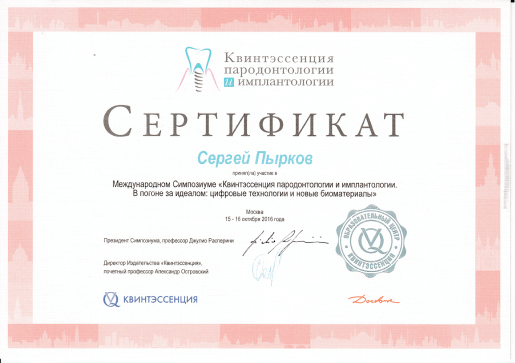 Квинтэссенция
пародонтологии
и имплантологии
СЕРТИФИКАТ
Сергей Пырков
принял(ла) участие в
Международном Симпозиуме «Квинтэссенция пародонтологии и имплантологии.
В погоне за идеалом: цифровые технологии и новые биоматериалы»
Москва
15 - 16 октября 2016 года
Президент Симпозиума, профессор Джулио Расперини
Директор Издательства «Квинтэссенция»,
почетный профессор Александр Островский
ОБРАЗОВАТЕЛЬНЫЙ ЦЕНТР
КВИНТЭССЕНЦИЯ
КВИНТЭССЕНЦИЯ